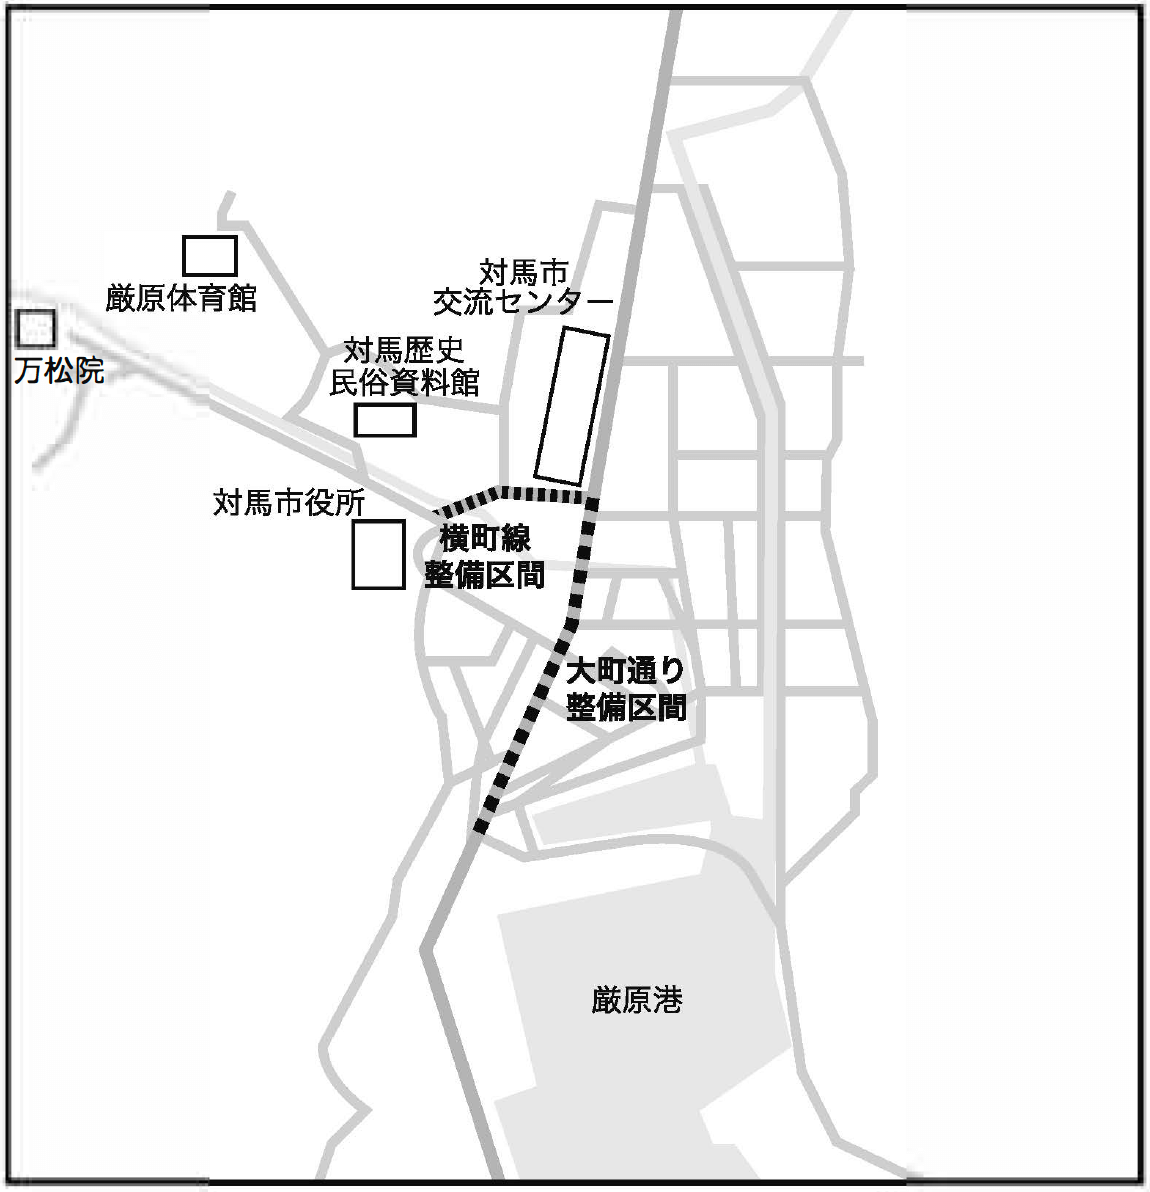 対馬市
交流センター
厳原体育館
万松院
対馬歴史
民俗資料館
対馬市役所
横町線
整備区間
大町通り
整備区間
厳原港